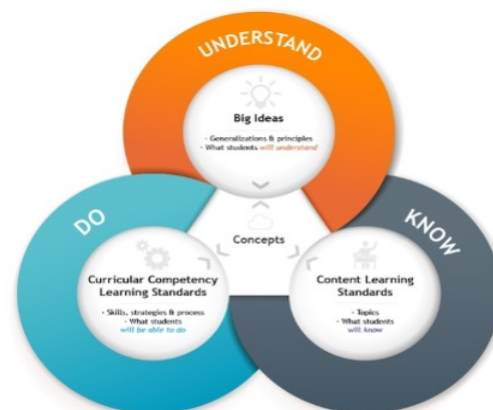 UNDERSTAND
Big Ideas
- Generalizations & principles
- What students will understand
DO
KNOW
Concepts
Curricular Competency
Learning Standards
- Skills, strategies & process
- What students
will be able to do
Content Learning
Standards
- Topics
- What students
will know